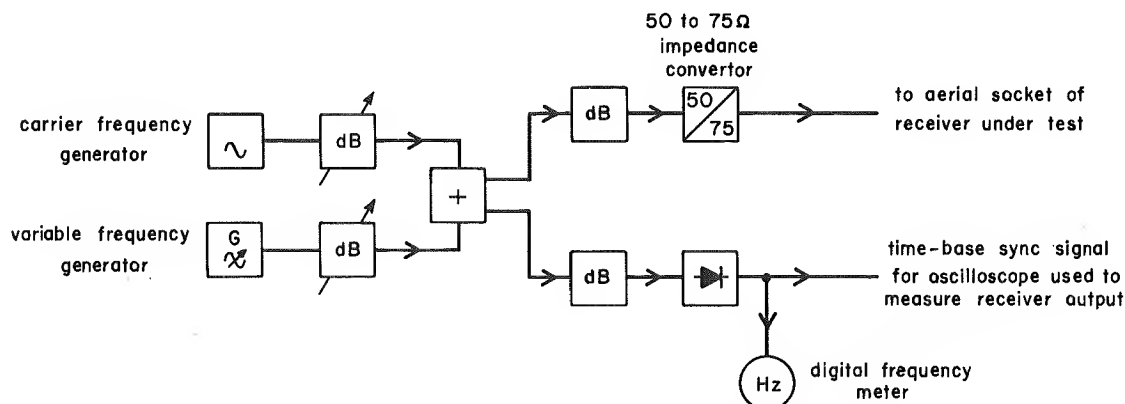 50 to 75Ω
impedance
convertor
carrier frequency
generator
dB
dB
50
75
to aerial socket of
receiver under test
+
variable frequency
generator
G
dB
dB
time-base sync signal
for oscilloscope used to
measure receiver output
Hz
digital frequency
meter